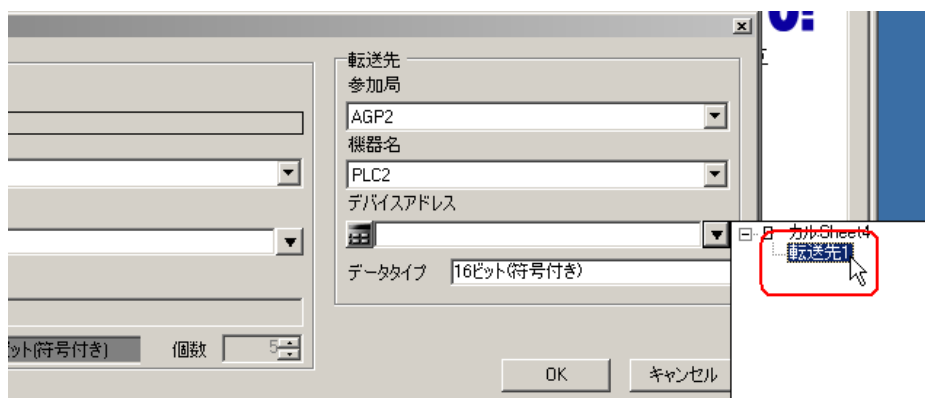 転送先
参加局
AGP2
機器名
PLC2
デバイスアドレス
データタイプ 16ビット(符号付き)
ット(符号付き) 個数 5
OK キャンセル
カル:Sheet4
転送先1